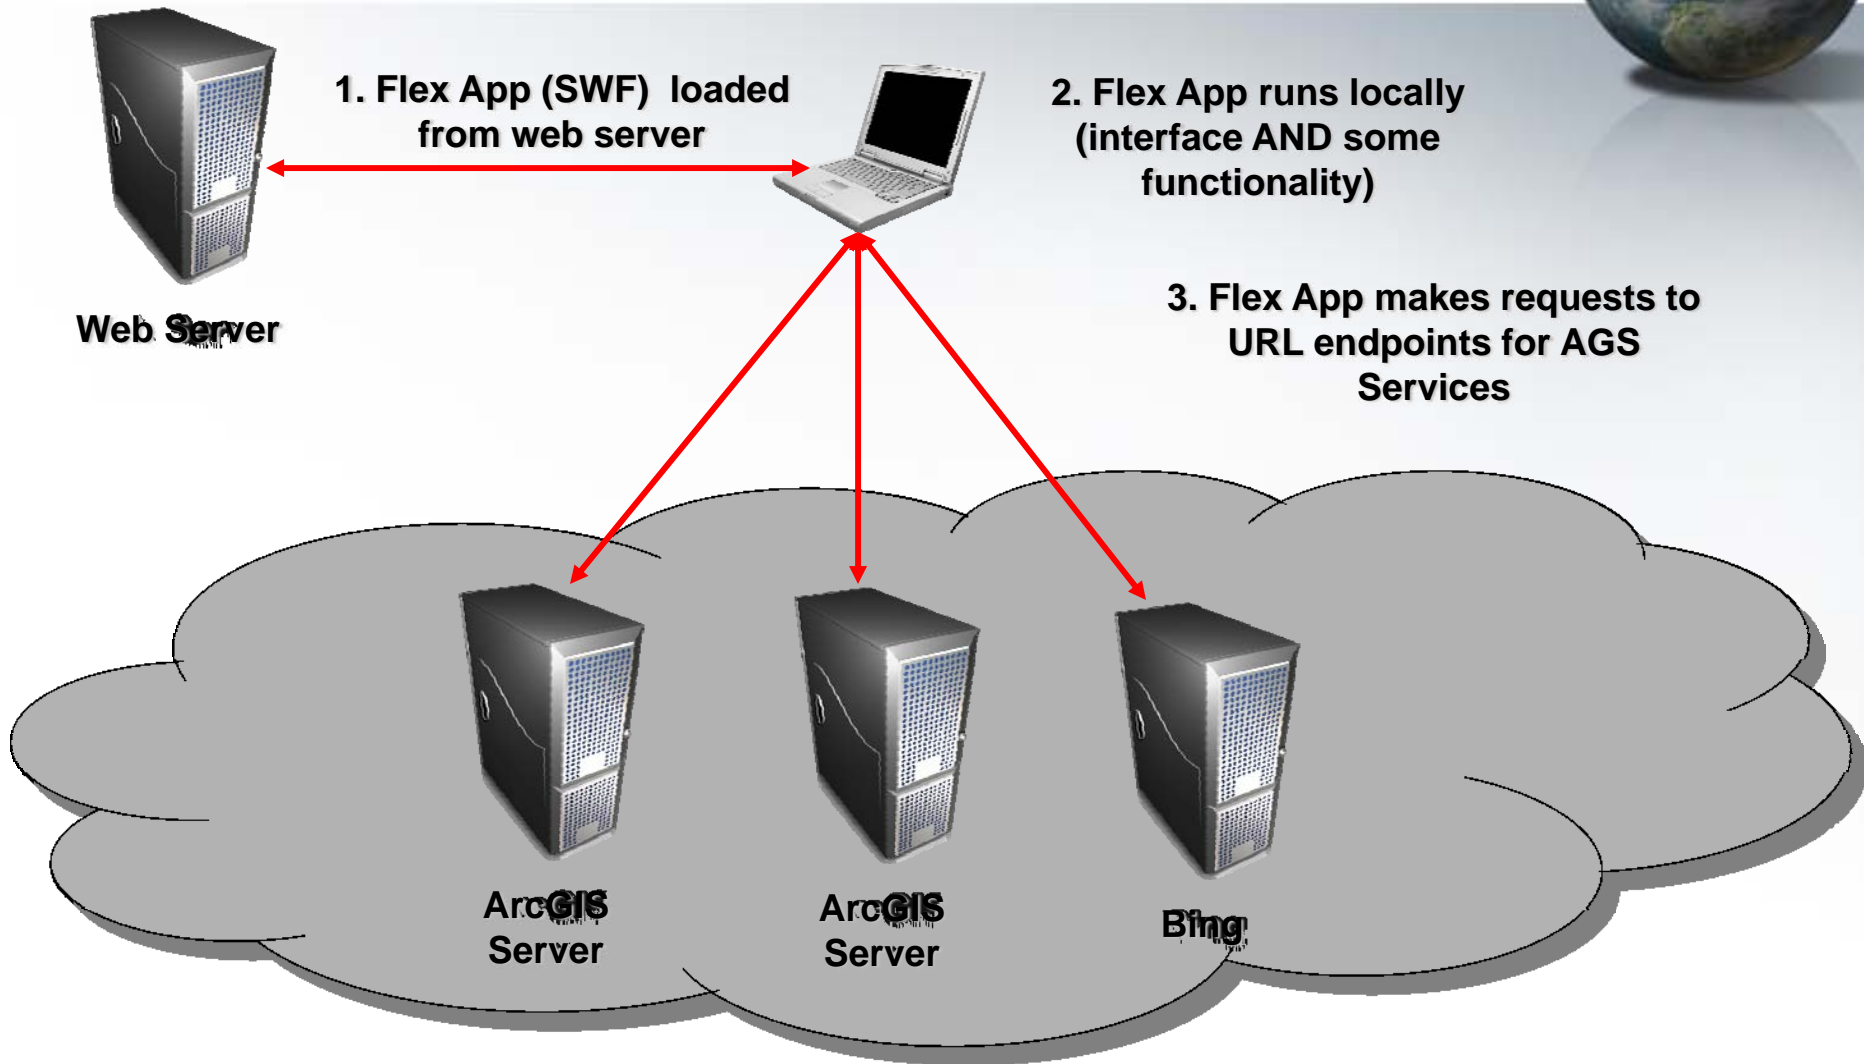 1. Flex App (SWF) loaded
from web server
2. Flex App runs locally
(interface AND some
functionality)
Web Server
3. Flex App makes requests to
URL endpoints for AGS
Services
ArcGIS
Server
ArcGIS
Server
Bing